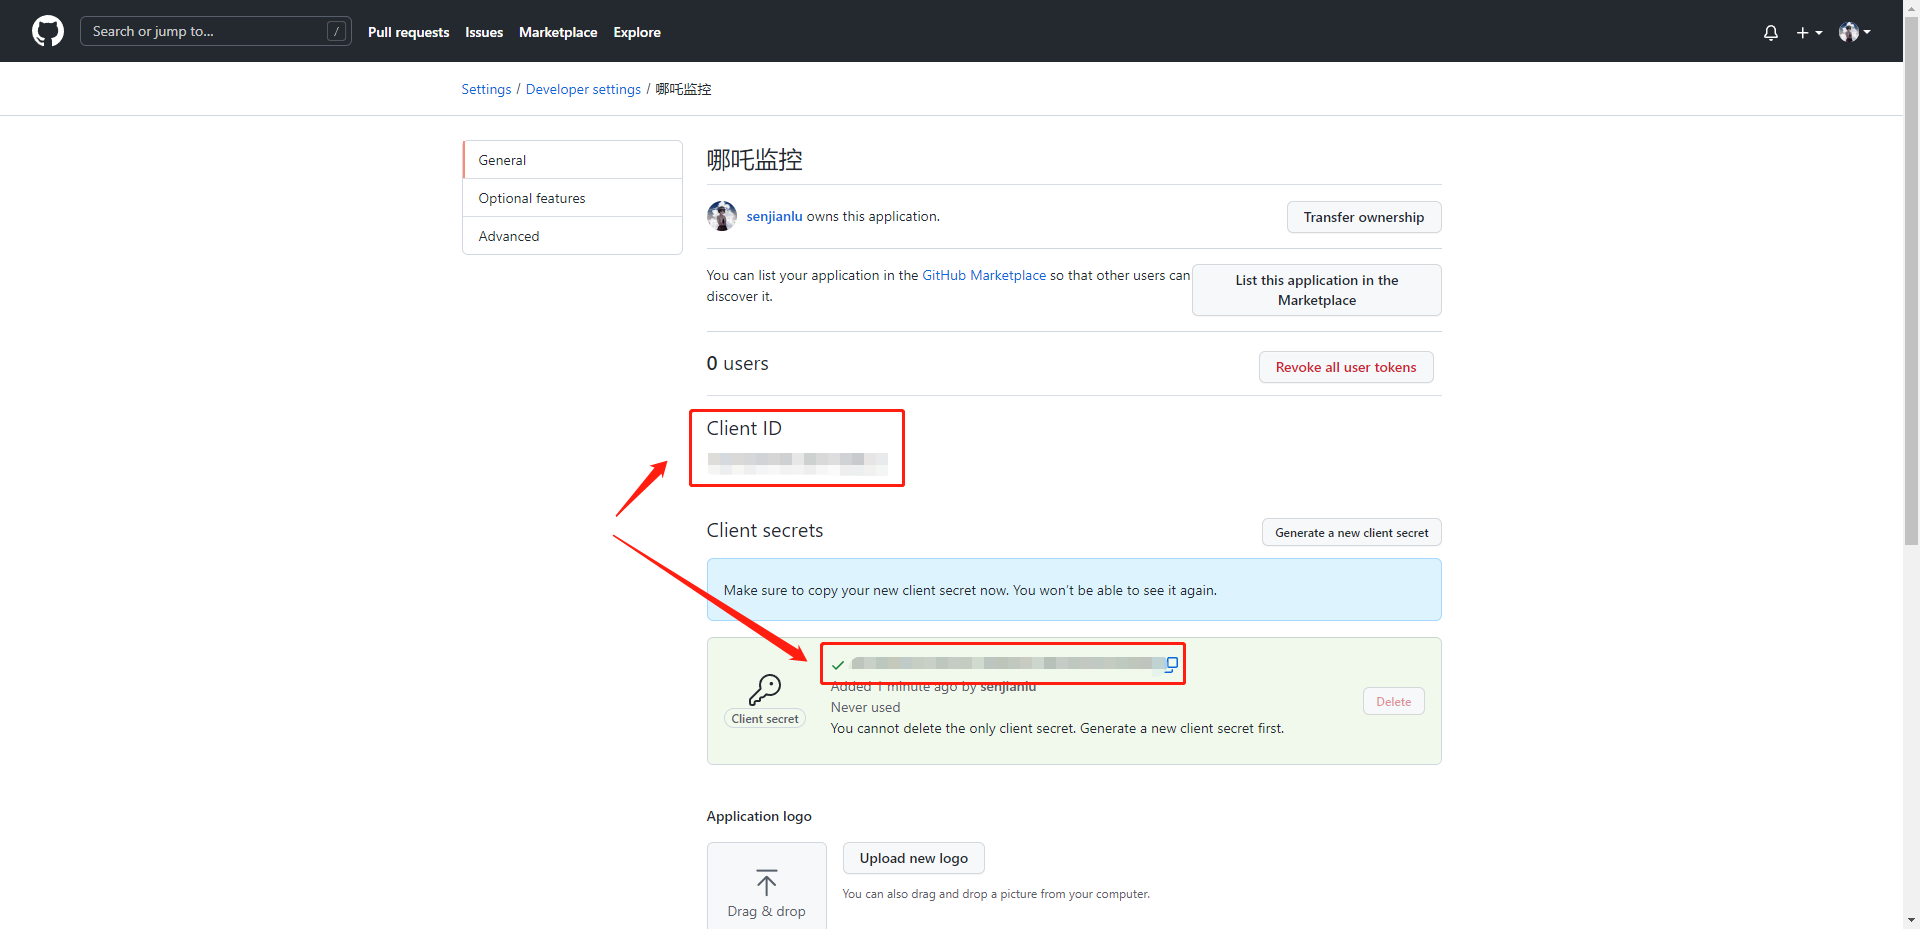 Search or jump to... /
Pull requests Issues Marketplace Explore
Settings / Developer settings / 哪吒监控
General
Optional features
Advanced
哪吒监控
senjianlu owns this application.
Transfer ownership
You can list your application in the GitHub Marketplace so that other users can
discover it.
List this application in the
Marketplace
0 users
Revoke all user tokens
Client ID
Client secrets
Generate a new client secret
Make sure to copy your new client secret now. You won't be able to see it again.
Client secret
Added 1 minute ago by senjianlu
Never used
You cannot delete the only client secret. Generate a new client secret first.
Delete
Application logo
Drag & drop
Upload new logo
You can also drag and drop a picture from your computer.